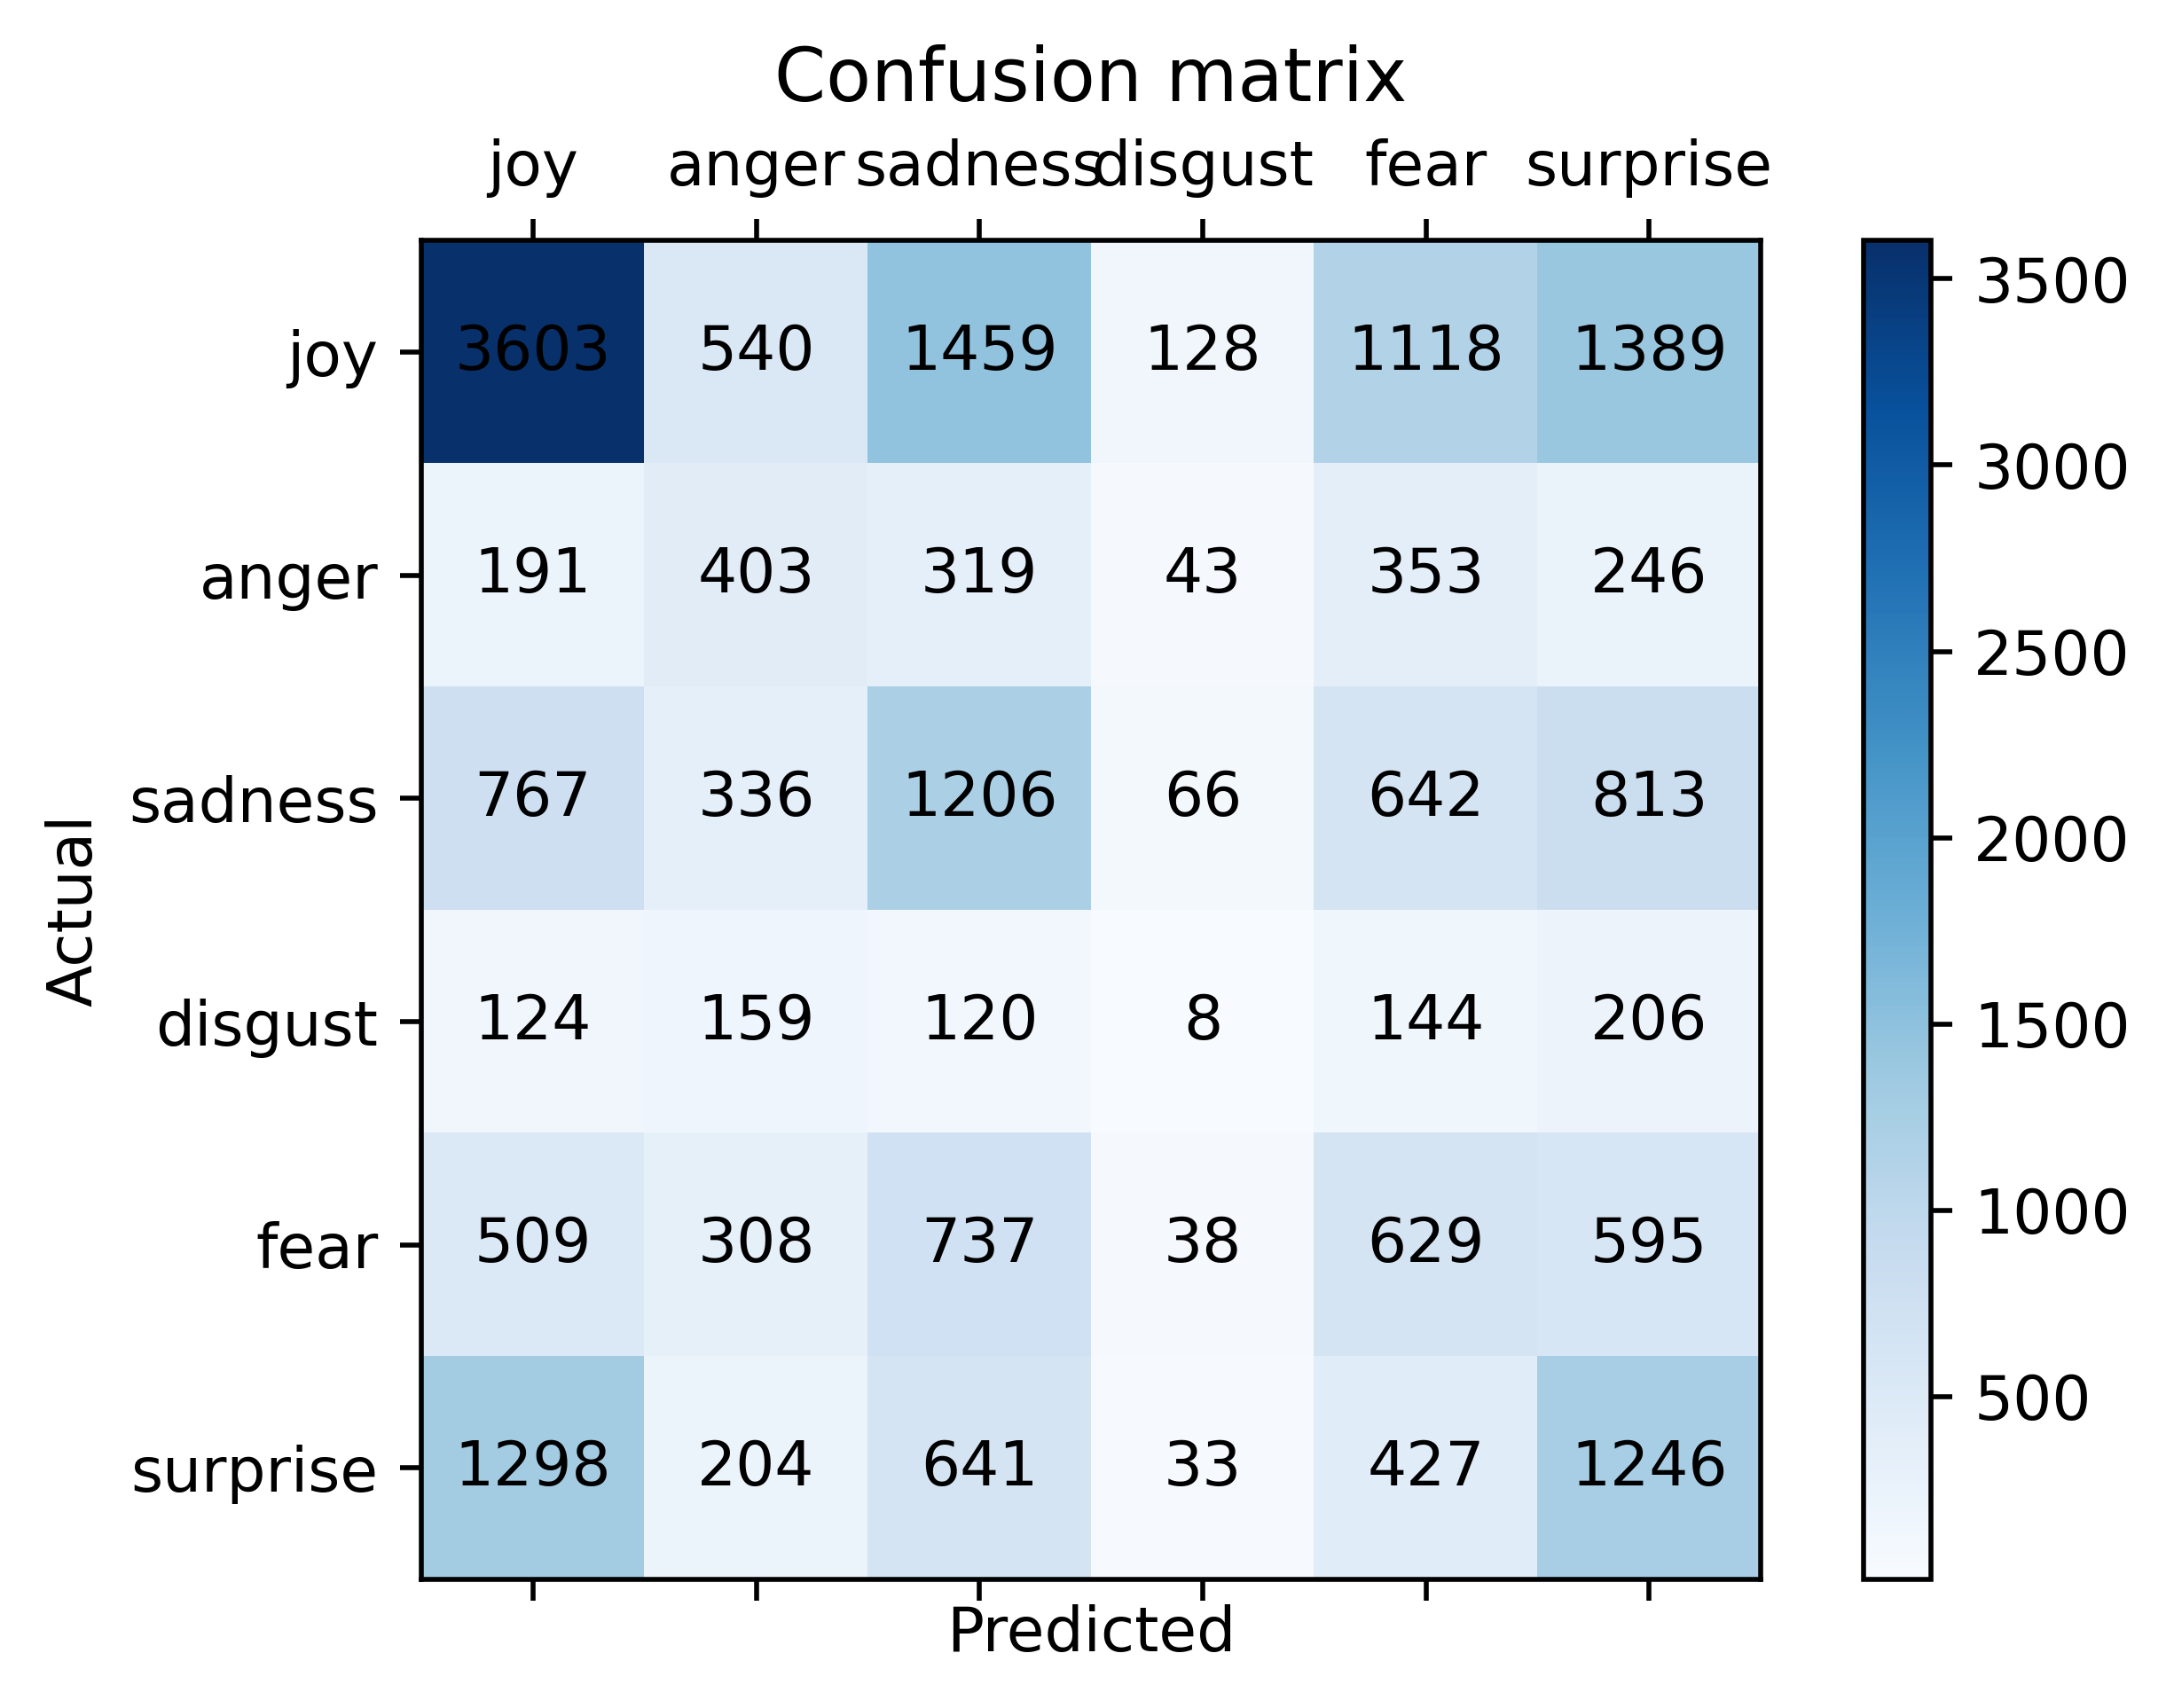 Confusion matrix
joy anger sadness disgust fear surprise
joy 3603 540 1459 128 1118 1389 3500
3000
anger 191 403 319 43 353 246
2500
sadness 767 336 1206 66 642 813 2000
Actual
disgust 124 159 120 8 144 206 1500
fear 509 308 737 38 629 595 1000
500
surprise 1298 204 641 33 427 1246
Predicted